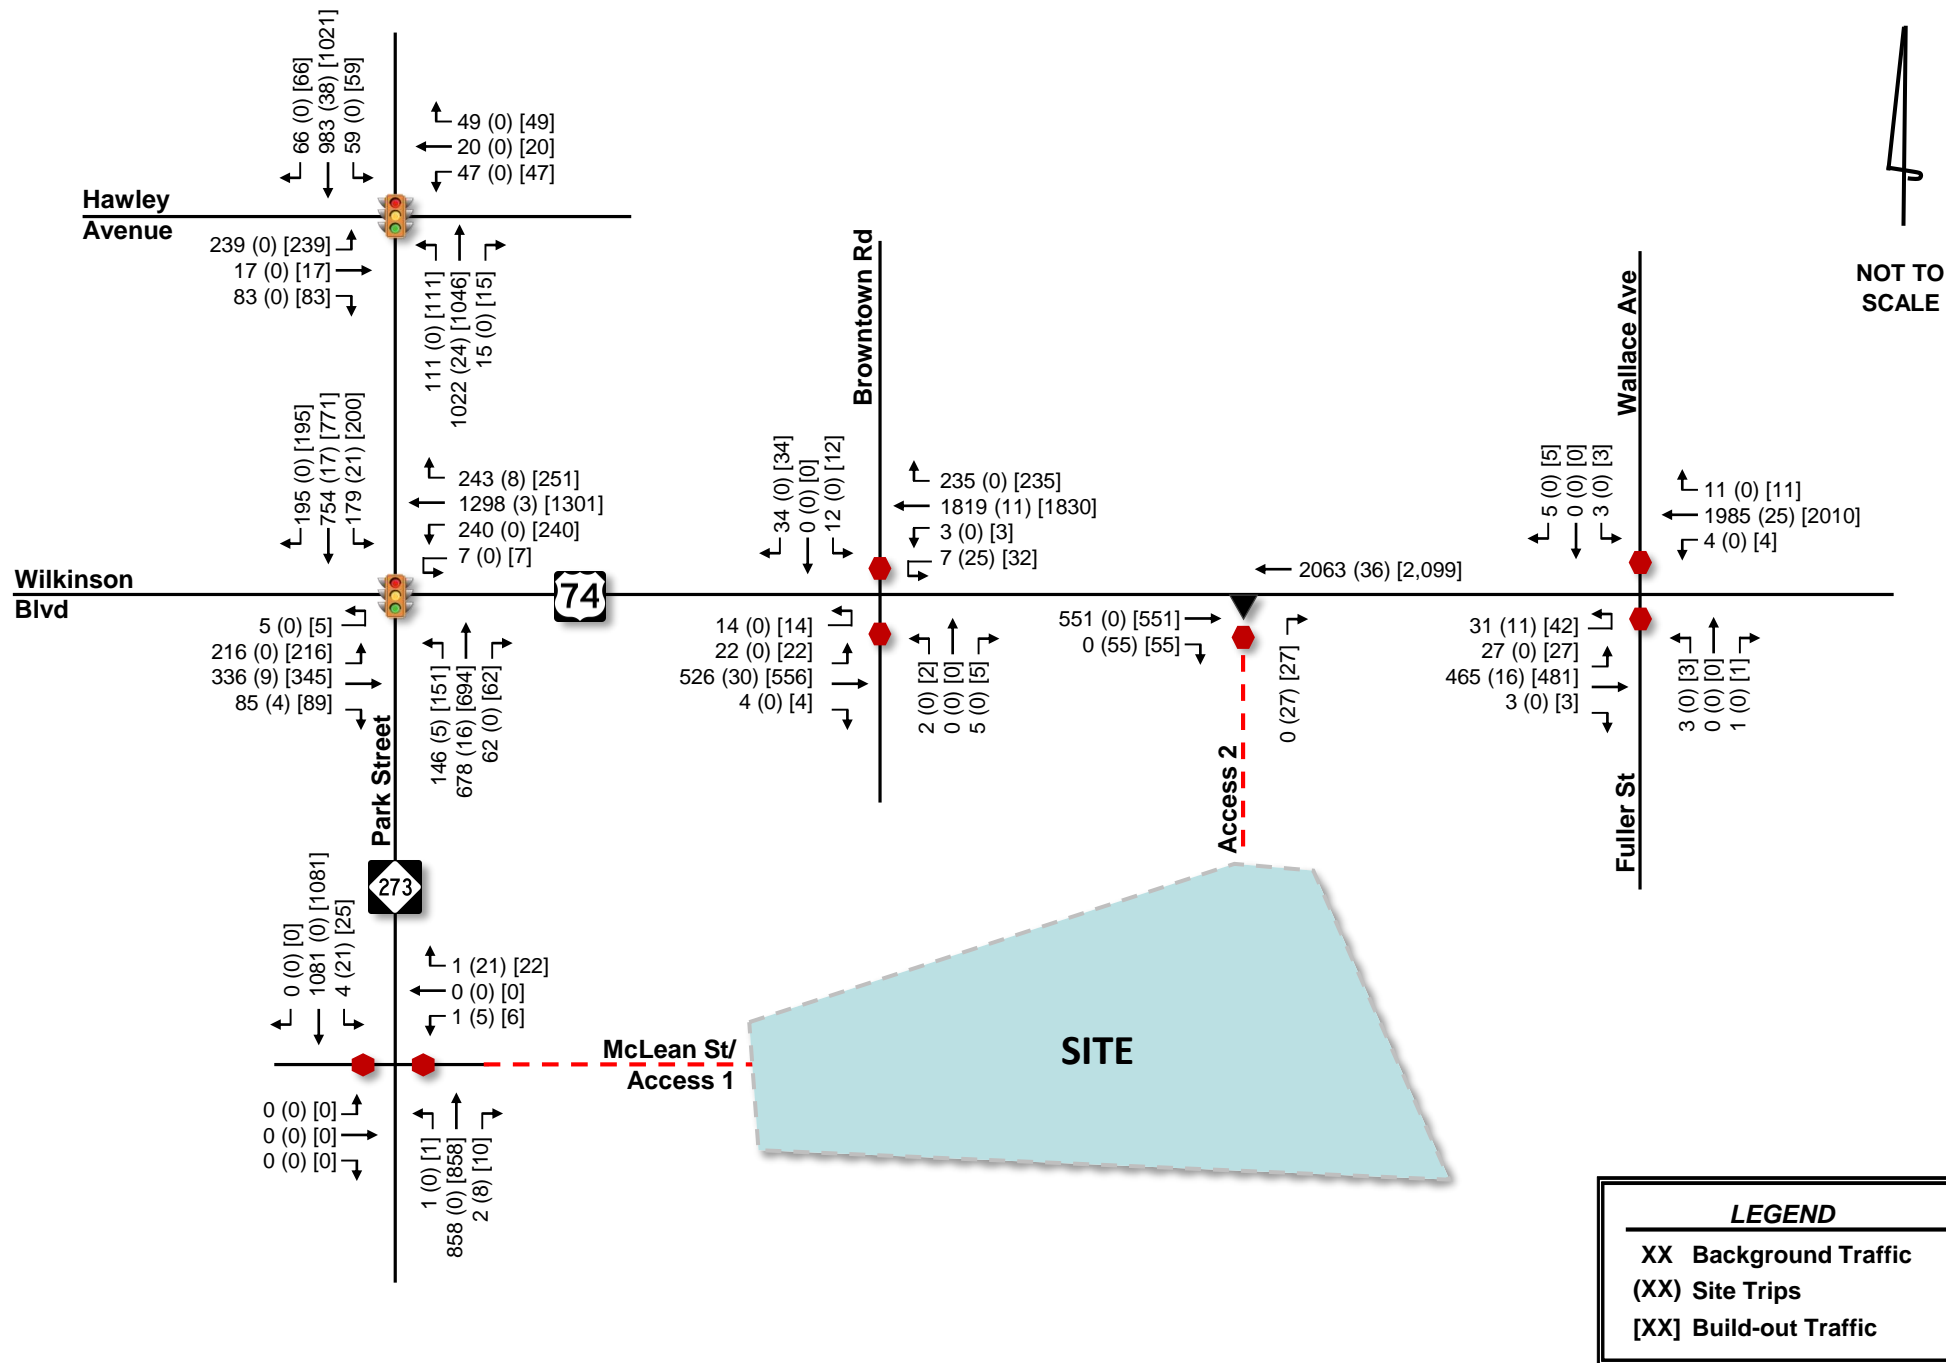 66 (0) [66]
983 (38) [1021]
59 (0) [59]
49 (0) [49]
20 (0) [20]
47 (0) [47]
Hawley
Avenue
239 (0) [239]
17 (0) [17]
83 (0) [83]
111 (0) [111]
1022 (24) [1046]
15 (0) [15]
NOT TO
SCALE
Browntown Rd
Wallace Ave
195 (0) [195]
754 (17) [771]
179 (21) [200]
243 (8) [251]
1298 (3) [1301]
240 (0) [240]
7 (0) [7]
34 (0) [34]
0 (0) [0]
12 (0) [12]
235 (0) [235]
1819 (11) [1830]
3 (0) [3]
7 (25) [32]
5 (0) [5]
0 (0) [0]
3 (0) [3]
11 (0) [11]
1985 (25) [2010]
4 (0) [4]
2063 (36) [2,099]
Wilkinson
Blvd
74
5 (0) [5]
216 (0) [216]
336 (9) [345]
85 (4) [89]
146 (5) [151]
678 (16) [694]
62 (0) [62]
14 (0) [14]
22 (0) [22]
526 (30) [556]
4 (0) [4]
2 (0) [2]
0 (0) [0]
5 (0) [5]
551 (0) [551]
0 (55) [55]
0 (27) [27]
31 (11) [42]
27 (0) [27]
465 (16) [481]
3 (0) [3]
3 (0) [3]
0 (0) [0]
1 (0) [1]
Park Street
Access 2
Fuller St
273
0 (0) [0]
1081 (0) [1081]
4 (21) [25]
1 (21) [22]
0 (0) [0]
1 (5) [6]
McLean St/
Access 1
SITE
0 (0) [0]
0 (0) [0]
0 (0) [0]
1 (0) [1]
858 (0) [858]
2 (8) [10]
LEGEND
XX Background Traffic
(XX) Site Trips
[XX] Build-out Traffic